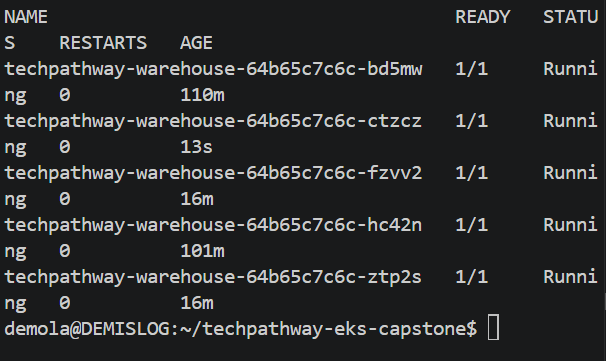 NAME                                     READY   STATU
S    RESTARTS   AGE
techpathway-warehouse-64b65c7c6c-bd5mw   1/1     Runni
ng   0          110m
techpathway-warehouse-64b65c7c6c-ctzcz   1/1     Runni
ng   0          13s
techpathway-warehouse-64b65c7c6c-fzvv2   1/1     Runni
ng   0          16m
techpathway-warehouse-64b65c7c6c-hc42n   1/1     Runni
ng   0          101m
techpathway-warehouse-64b65c7c6c-ztp2s   1/1     Runni
ng   0          16m
demola@DEMISLOG:~/techpathway-eks-capstone$